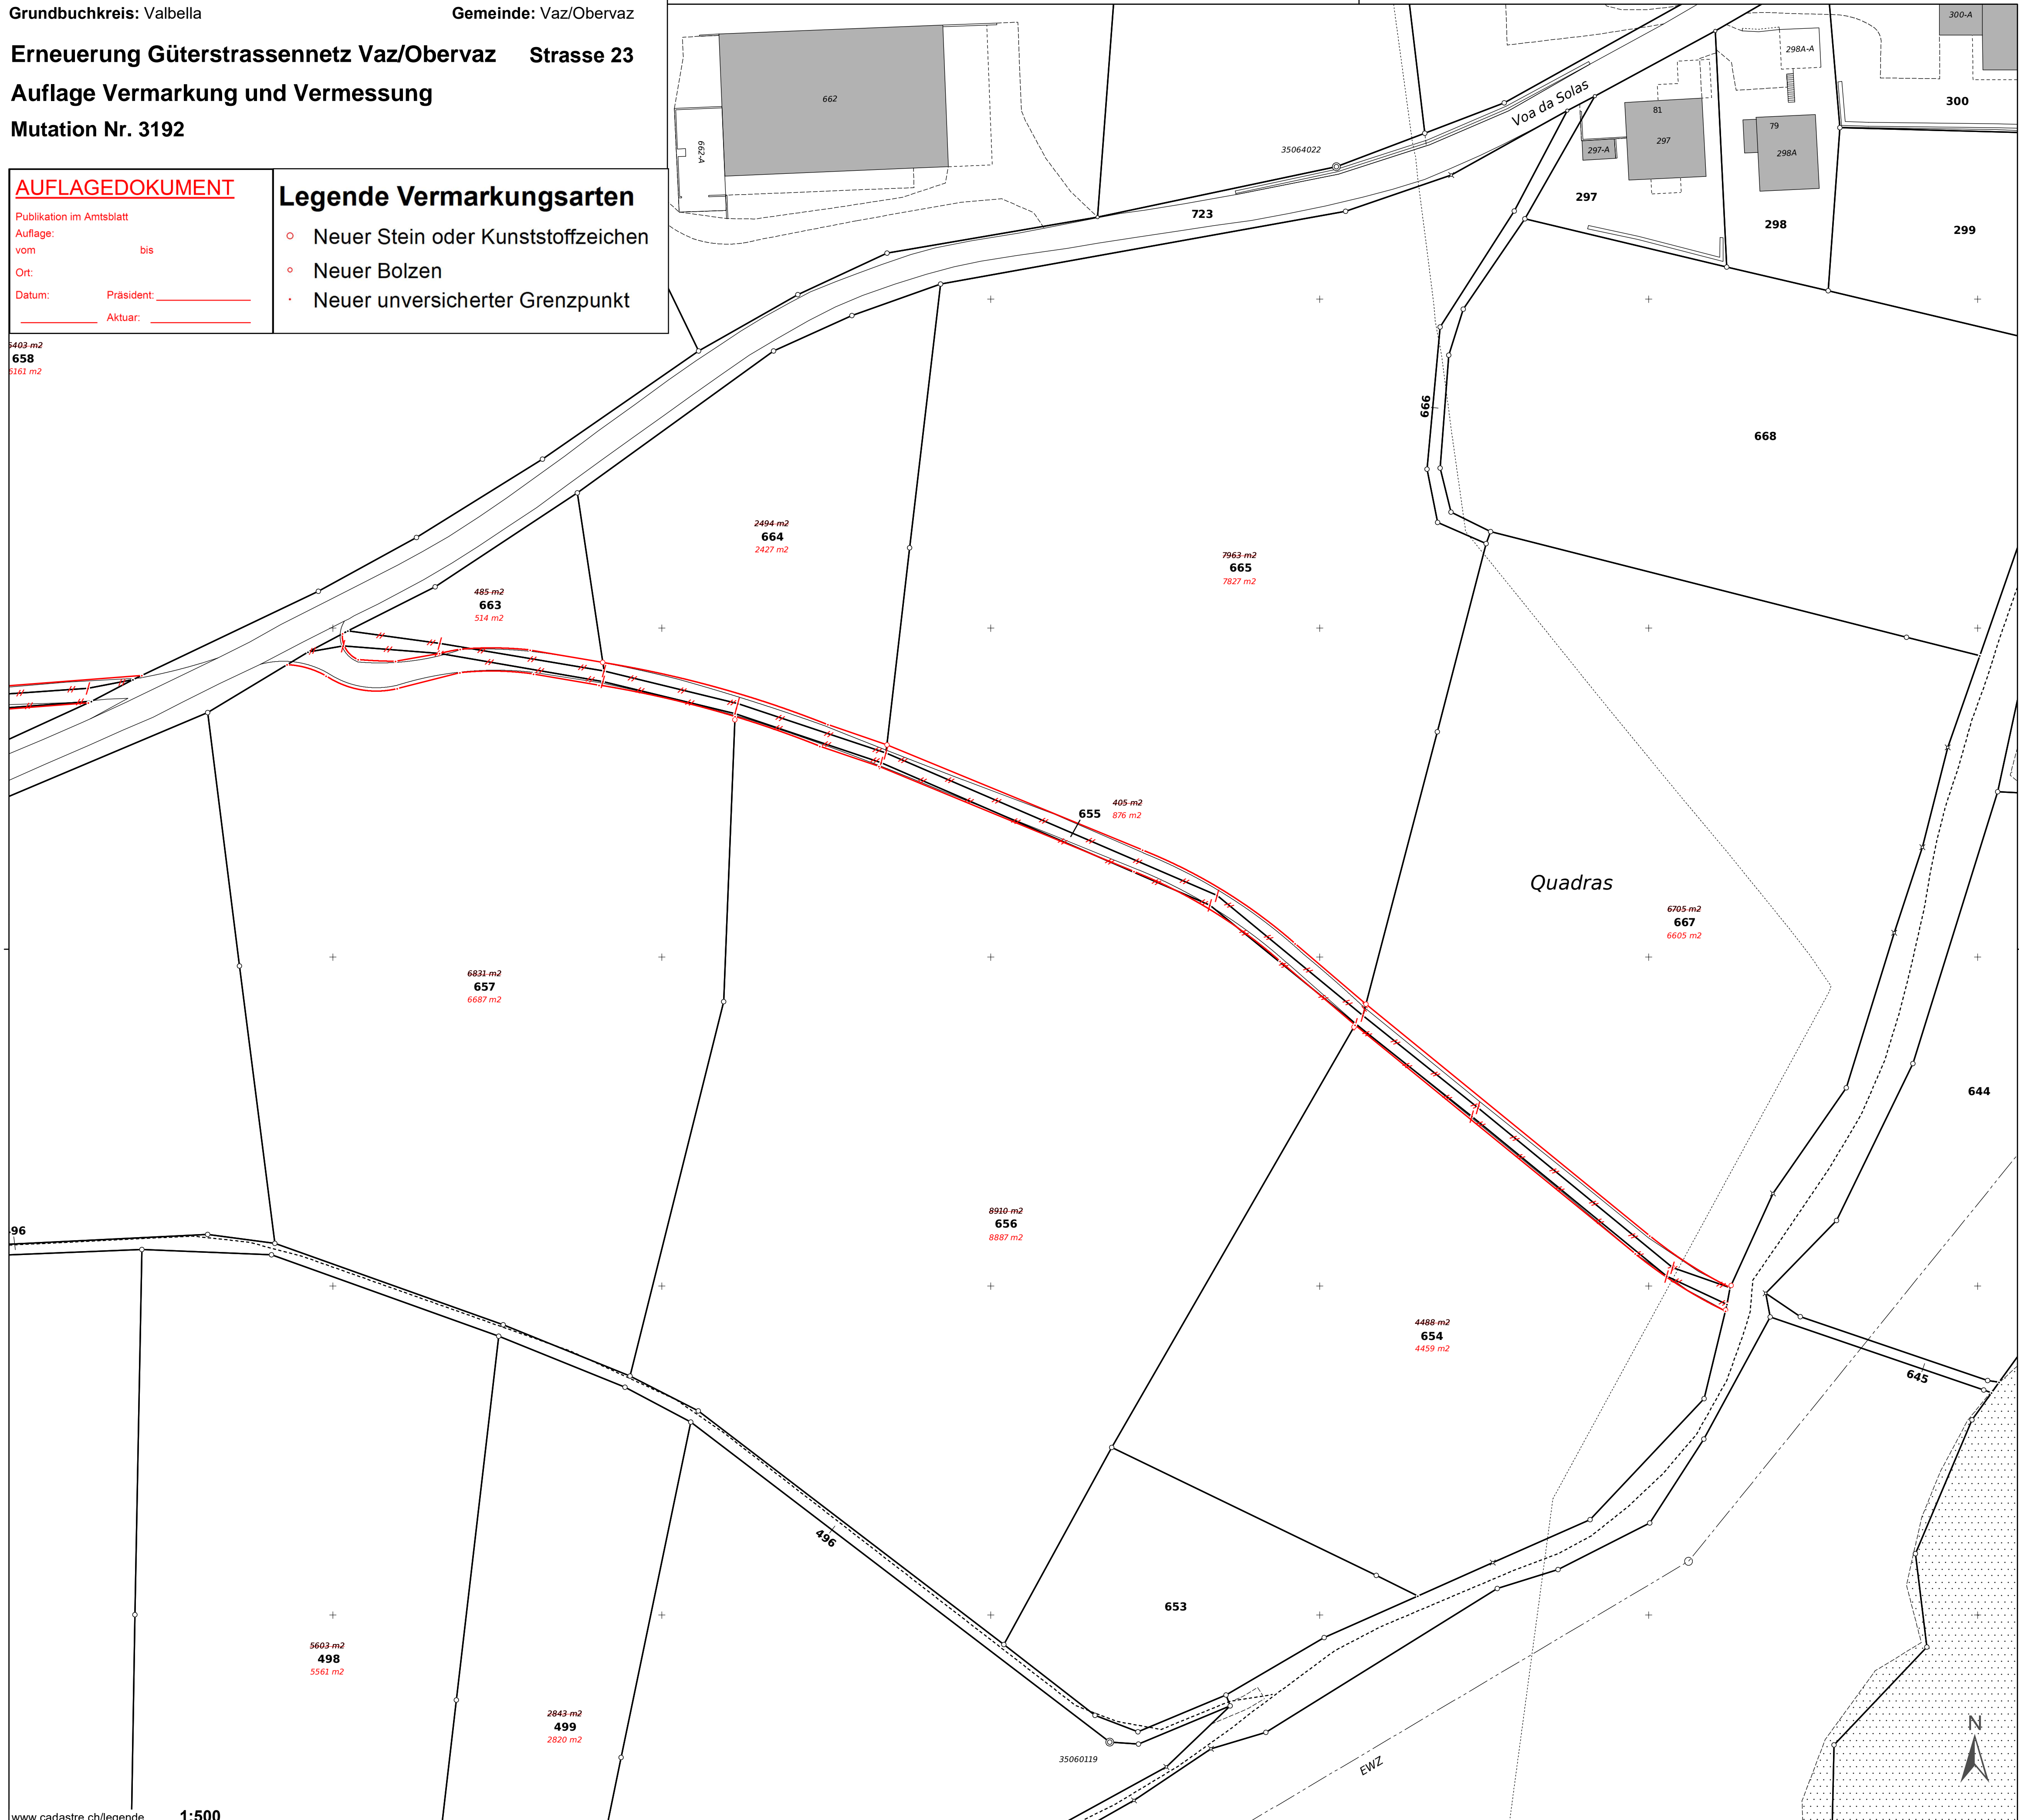 Grundbuchkreis: Valbella Gemeinde: Vaz/Obervaz
Erneuerung Güterstrassennetz Vaz/Obervaz Strasse 23
Auflage Vermarkung und Vermessung
Mutation Nr. 3192
AUFLAGEDOKUMENT
Publikation im Amtsblatt
Auflage:
vom bis
Ort:
Datum: Präsident:
Aktuar:
Legende Vermarkungsarten
Neuer Stein oder Kunststoffzeichen
Neuer Bolzen
Neuer unversicherter Grenzpunkt
662
662-A
300-A
298A-A
300
Voa da Solas
81
297
297-A
79
298A
35064022
297
723
298
299
658
666
668
2494 m2
664
2427 m2
7963 m2
665
7827 m2
485 m2
663
514 m2
655
405 m2
876 m2
Quadras
6705 m2
667
6605 m2
6831 m2
657
6687 m2
644
8910 m2
656
8887 m2
4488 m2
654
4459 m2
645
496
653
5603 m2
498
5561 m2
2843 m2
499
2820 m2
35060119
EWZ
N
www.cadastre.ch/legende 1:500